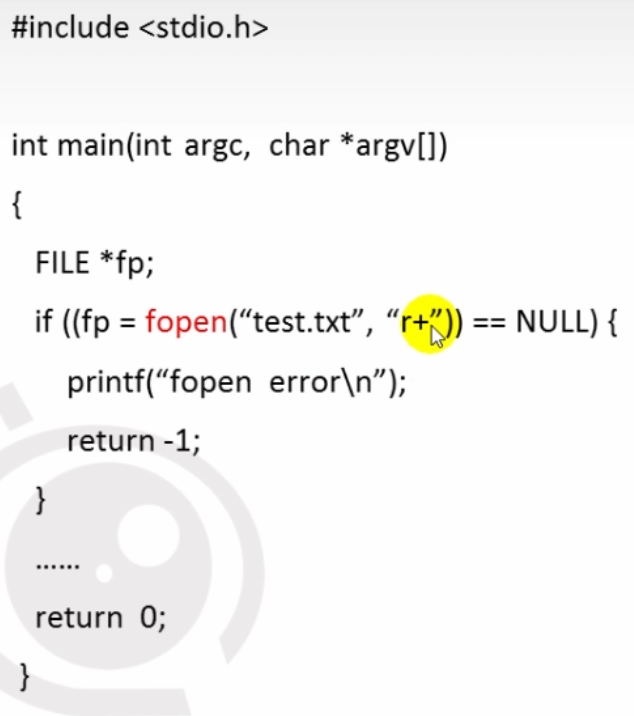 #include <stdio.h>
int main(int argc, char *argv[])
{
FILE *fp;
if ((fp = fopen(“test.txt”, “r+”)) == NULL) {
printf(“fopen error\n”);
return -1;
}
……
return 0;
}